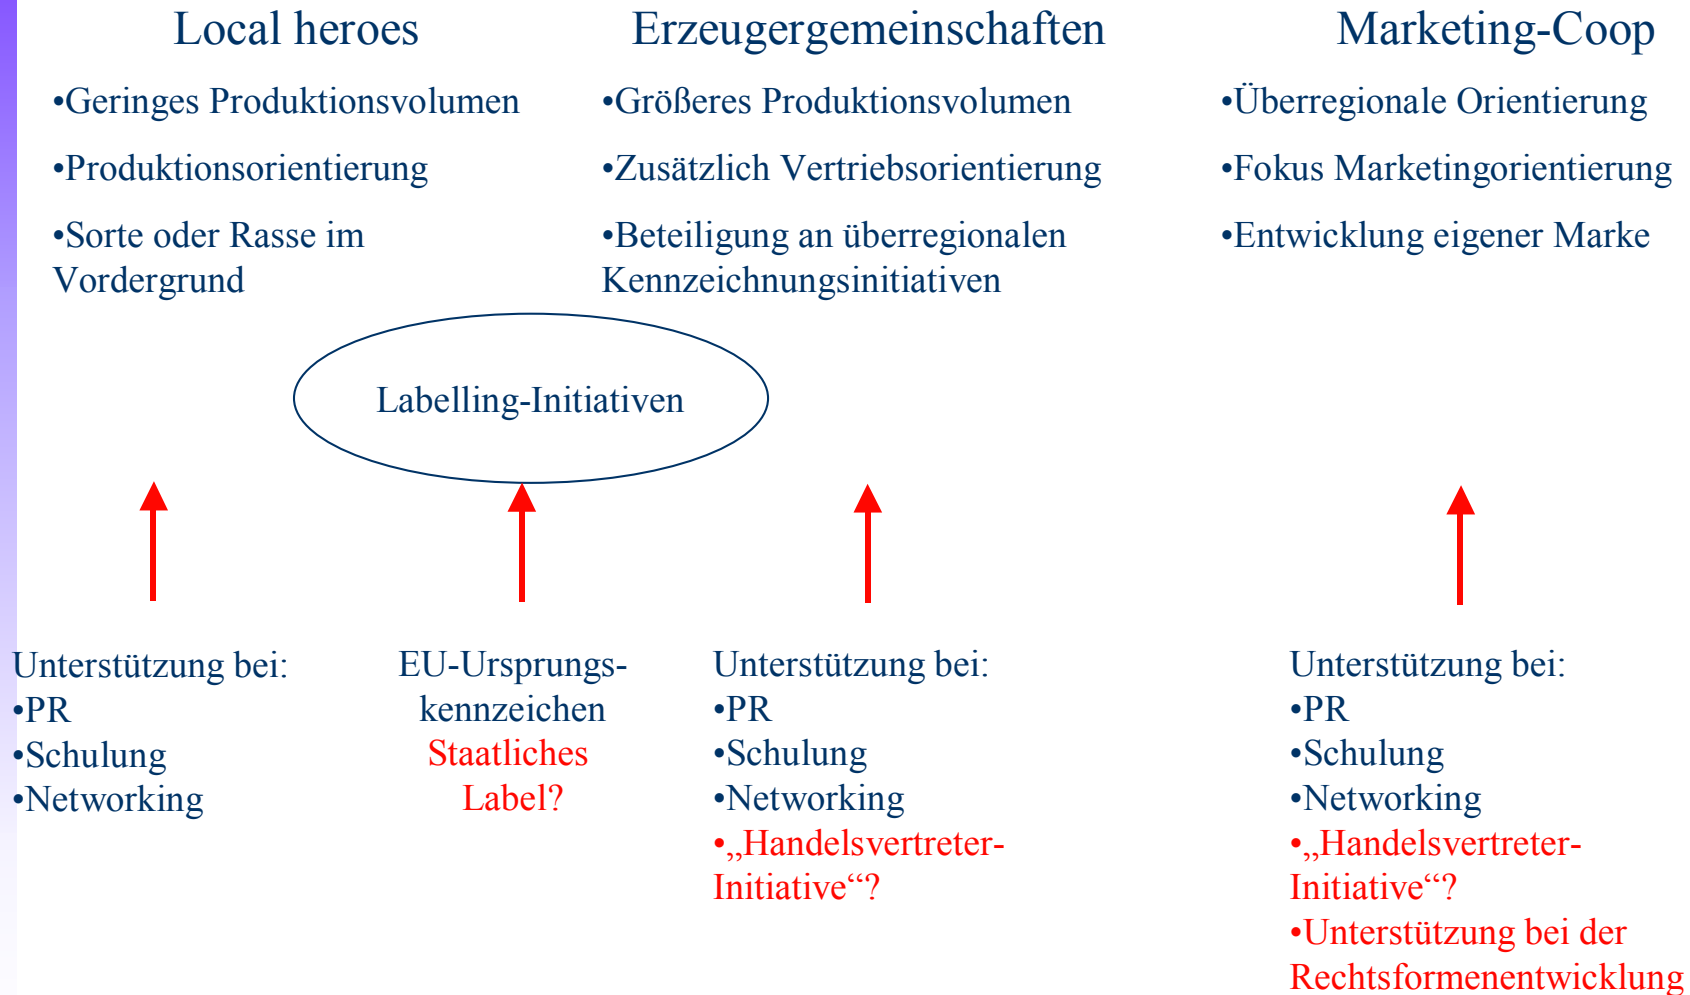 Local heroes
•Geringes Produktionsvolumen
•Produktionsorientierung
•Sorte oder Rasse im
Vordergrund
Erzeugergemeinschaften
•Größeres Produktionsvolumen
•Zusätzlich Vertriebsorientierung
•Beteiligung an überregionalen
Kennzeichnungsinitiativen
Marketing-Coop
•Überregionale Orientierung
•Fokus Marketingorientierung
•Entwicklung eigener Marke
Labelling-Initiativen
Unterstützung bei:
•PR
•Schulung
•Networking
EU-Ursprungs-
kennzeichen
Staatliches
Label?
Unterstützung bei:
•PR
•Schulung
•Networking
•„Handelsvertreter-
Initiative“?
Unterstützung bei:
•PR
•Schulung
•Networking
•„Handelsvertreter-
Initiative“?
•Unterstützung bei der
Rechtsformenentwicklung